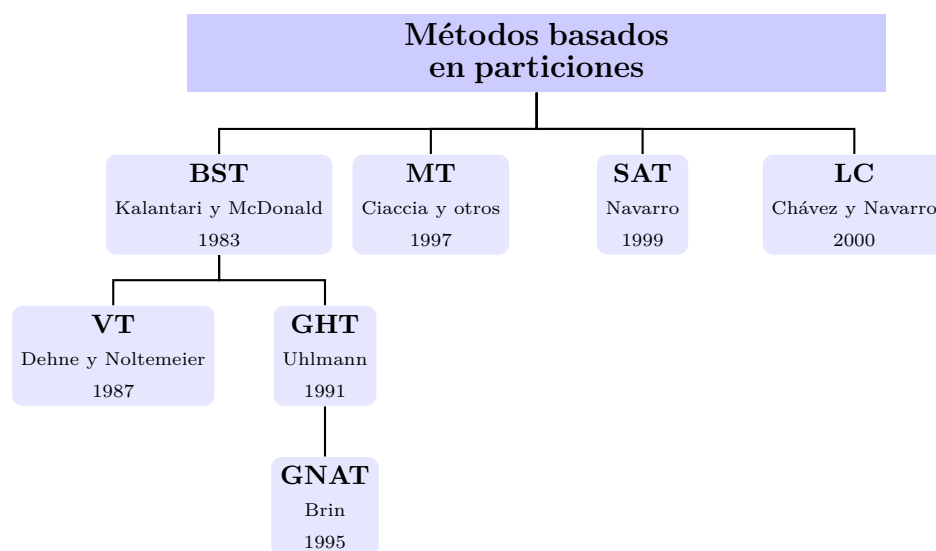 Métodos basados
en particiones
BST
Kalantari y McDonald
1983
MT
Ciaccia y otros
1997
SAT
Navarro
1999
LC
Chávez y Navarro
2000
VT
Dehne y Noltemeier
1987
GHT
Uhlmann
1991
GNAT
Brin
1995